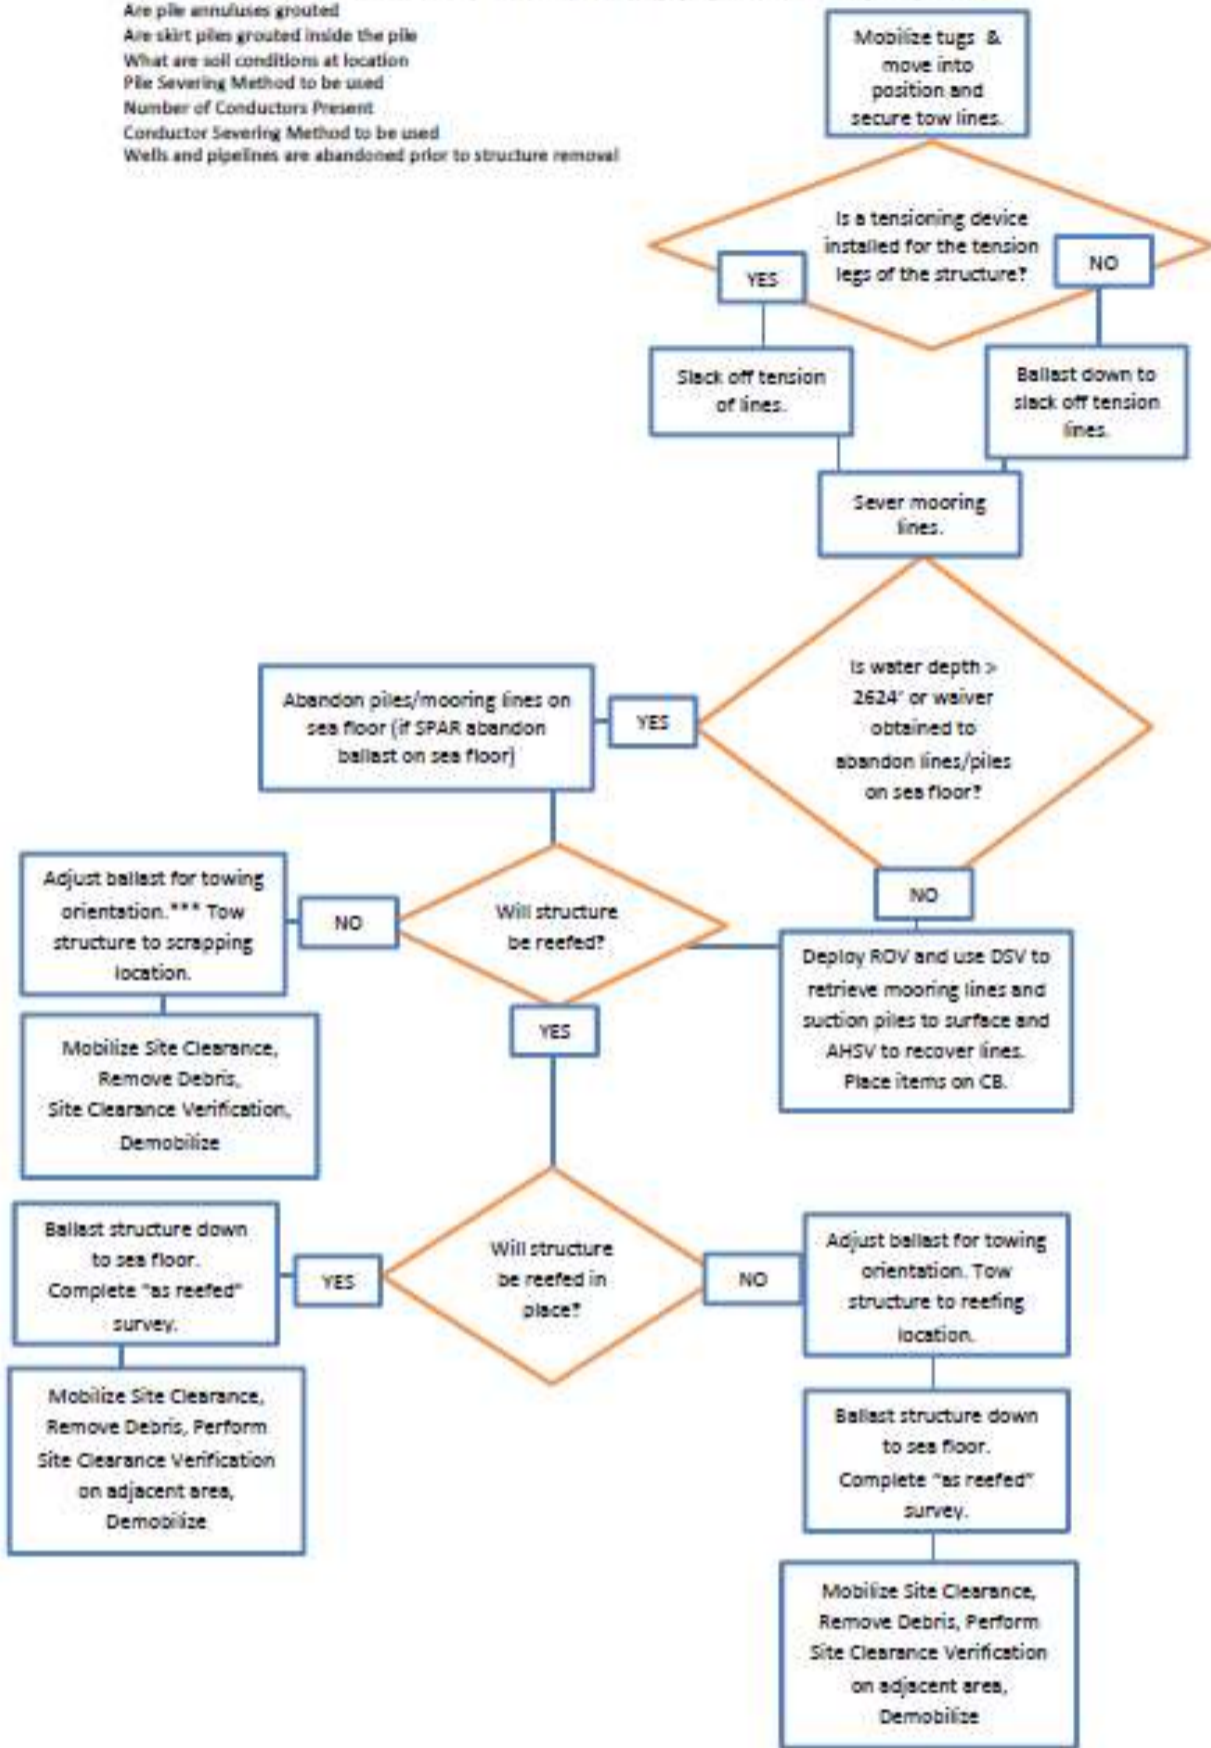 Are pile annuluses grouted
Are skirt piles grouted inside the pile
What are soil conditions at location
Pile Severing Method to be used
Number of Conductors Present
Conductor Severing Method to be used
Wells and pipelines are abandoned prior to structure removal
Mobilize tugs &
move into
position and
secure tow lines.
Is a tensioning device
installed for the tension
legs of the structure?
YES
NO
Slack off tension
of lines.
Ballast down to
slack off tension
lines.
Sever mooring
lines.
Is water depth >
2624' or waiver
obtained to
abandon lines/piles
on sea floor?
YES
Abandon piles/mooring lines on
sea floor (if SPAR abandon
ballast on sea floor)
NO
Deploy ROV and use DSV to
retrieve mooring lines and
suction piles to surface and
AHSV to recover lines.
Place items on CB.
Will structure
be reefed?
NO
Adjust ballast for towing
orientation.*** Tow
structure to scrapping
location.
Mobilize Site Clearance,
Remove Debris,
Site Clearance Verification,
Demobilize
YES
Will structure
be reefed in
place?
YES
Ballast structure down
to sea floor.
Complete "as reefed"
survey.
Mobilize Site Clearance,
Remove Debris, Perform
Site Clearance Verification
on adjacent area,
Demobilize
NO
Adjust ballast for towing
orientation. Tow
structure to reefing
location.
Ballast structure down
to sea floor.
Complete "as reefed"
survey.
Mobilize Site Clearance,
Remove Debris, Perform
Site Clearance Verification
on adjacent area,
Demobilize